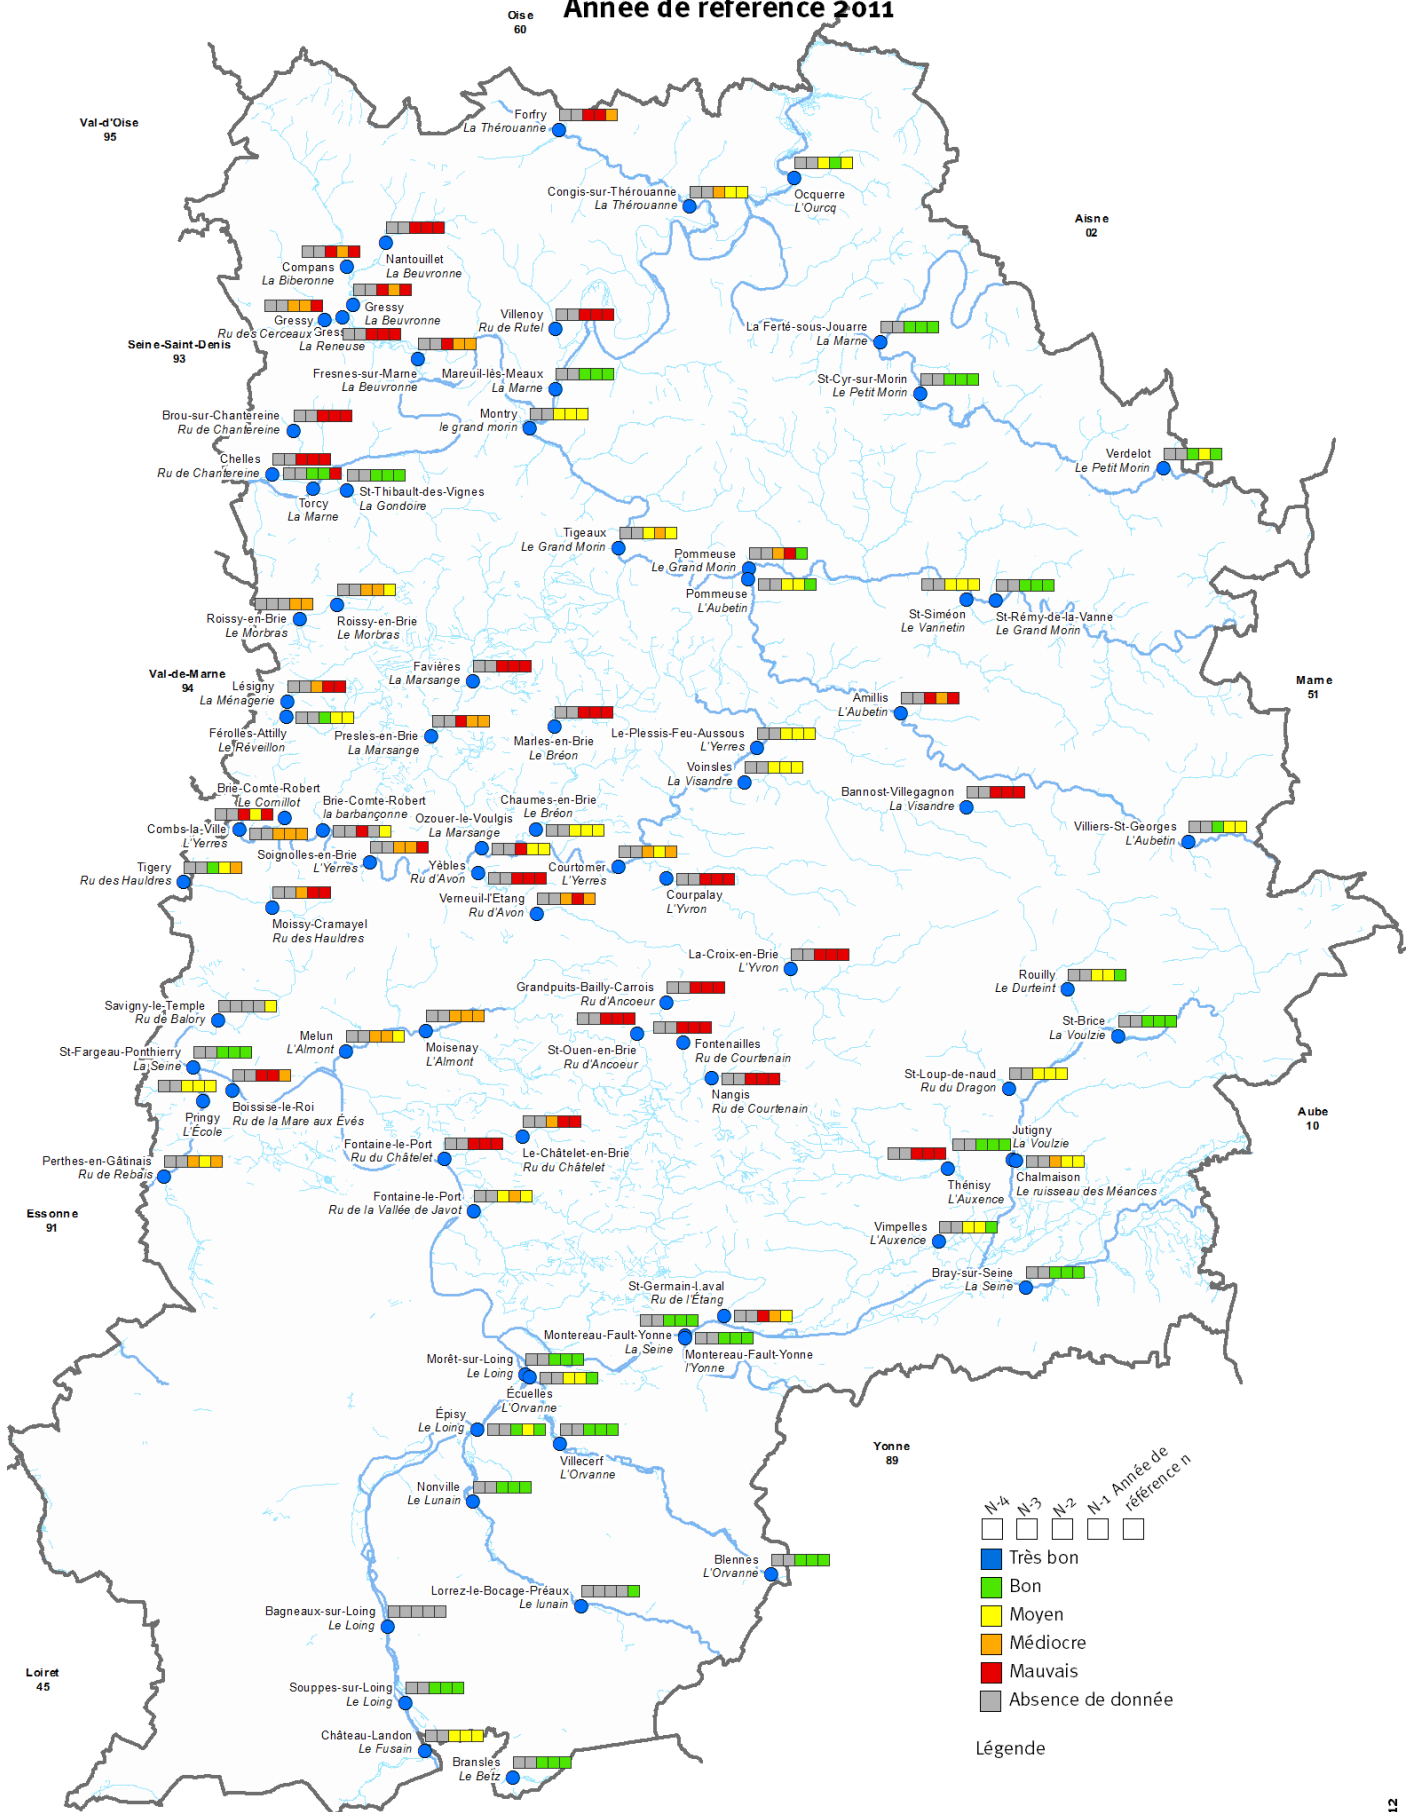 Année de référence 2011
Oise
60
Val-d'Oise
95
Forfry
La Thérouanne
Congis-sur-Thérouanne
La Thérouanne
Ocquerre
L'Ourcq
Aisne
02
Nantouillet
La Beuvronne
Compans
La Biberonne
Gressy
La Beuvronne
Gressy
Ru des Cerceaux
Gress
La Reneuse
Seine-Saint-Denis
93
Villenoy
Ru de Rutel
La Ferté-sous-Jouarre
La Marne
Fresnes-sur-Marne
La Beuvronne
Mareuil-lès-Meaux
La Marne
St-Cyr-sur-Morin
Le Petit Morin
Brou-sur-Chantereine
Ru de Chantereine
Montry
le grand morin
Chelles
Ru de Chantereine
Verdelot
Le Petit Morin
Torcy
La Marne
St-Thibault-des-Vignes
La Gondoire
Tigeaux
Le Grand Morin
Pommeuse
Le Grand Morin
Pommeuse
L'Aubetin
St-Siméon
Le Vannetin
St-Rémy-de-la-Vanne
Le Grand Morin
Roissy-en-Brie
Le Morbras
Roissy-en-Brie
Le Morbras
Val-de-Marne
94
Favières
La Marsange
Marne
51
Lésigny
La Ménagerie
Amillis
L'Aubetin
Férolles-Attilly
Le Réveillon
Presles-en-Brie
La Marsange
Marles-en-Brie
Le Bréon
Le-Plessis-Feu-Aussous
L'Yerres
Voinsles
La Visandre
Bannost-Villegagnon
La Visandre
Brie-Comte-Robert
Le Cornillot
Brie-Comte-Robert
la barbançonne
Chaumes-en-Brie
Le Bréon
Ozouer-le-Voulgis
La Marsange
Combs-la-Ville
L'Yerres
Villiers-St-Georges
L'Aubetin
Soignolles-en-Brie
L'Yerres
Tigery
Ru des Hauldres
Yèbles
Ru d'Avon
Courtomer
L'Yerres
Courpalay
L'Yvron
Verneuil-l'Etang
Ru d'Avon
Moissy-Cramayel
Ru des Hauldres
La-Croix-en-Brie
L'Yvron
Rouilly
Le Durteint
Grandpuits-Bailly-Carrois
Ru d'Ancoeur
Savigny-le-Temple
Ru de Balory
St-Brice
La Voulzie
Melun
L'Almont
Moisenay
L'Almont
St-Ouen-en-Brie
Ru d'Ancoeur
Fontenailles
Ru de Courtenain
St-Fargeau-Ponthierry
La Seine
St-Loup-de-naud
Ru du Dragon
Nangis
Ru de Courtenain
Boissise-le-Roi
Ru de la Mare aux Évés
Pringy
L'École
Aube
10
Jutigny
La Voulzie
Fontaine-le-Port
Ru du Châtelet
Le-Châtelet-en-Brie
Ru du Châtelet
Perthes-en-Gâtinais
Ru de Rebais
Thénisy
L'Auxence
Chalmaison
Le ruisseau des Méances
Fontaine-le-Port
Ru de la Vallée de Javot
Essonne
91
Vimpelles
L'Auxence
Bray-sur-Seine
La Seine
St-Germain-Laval
Ru de l'Étang
Montereau-Fault-Yonne
La Seine
Montereau-Fault-Yonne
l'Yonne
Morêt-sur-Loing
Le Loing
Écuelles
L'Orvanne
Épisy
Le Loing
Villecerf
L'Orvanne
Yonne
89
Nonville
Le Lunain
Blennes
L'Orvanne
Lorrez-le-Bocage-Préaux
Le lunain
Bagneaux-sur-Loing
Le Loing
Loiret
45
Souppes-sur-Loing
Le Loing
Château-Landon
Le Fusain
Bransles
Le Betz
N-4
N-3
N-2
N-1
Année de
référence n
Très bon
Bon
Moyen
Médiocre
Mauvais
Absence de donnée
Légende
12